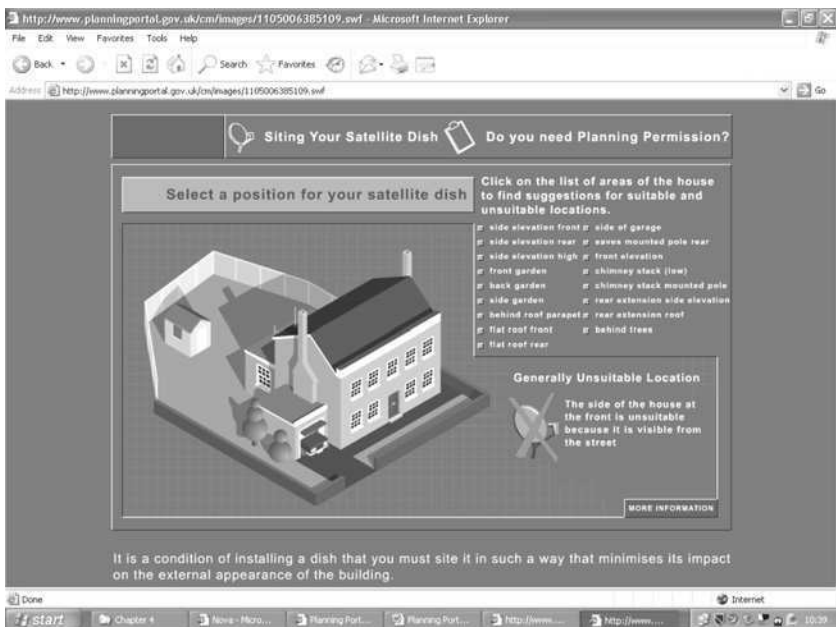 http://www.planningportal.gov.uk/cm/images/1105006385109.swf - Microsoft Internet Explorer
File Edit View Favorites Tools Help
Back Search Favorites
Address http://www.planningportal.gov.uk/cm/images/1105006385109.swf Go
Siting Your Satellite Dish Do you need Planning Permission?
Select a position for your satellite dish
Click on the list of areas of the house
to find suggestions for suitable and
unsuitable locations.
side elevation front side of garage
side elevation rear eaves mounted pole rear
side elevation high front elevation
front garden chimney stack (low)
back garden chimney stack mounted pole
side garden rear extension side elevation
behind roof parapet rear extension roof
flat roof front behind trees
flat roof rear
Generally Unsuitable Location
The side of the house at
the front is unsuitable
because it is visible from
the street
MORE INFORMATION
It is a condition of installing a dish that you must site it in such a way that minimises its impact
on the external appearance of the building.
Done Internet
start Chapter 4 Nova - Micro... Planning Port... Planning Port... http://www.... http://www.... 10:39